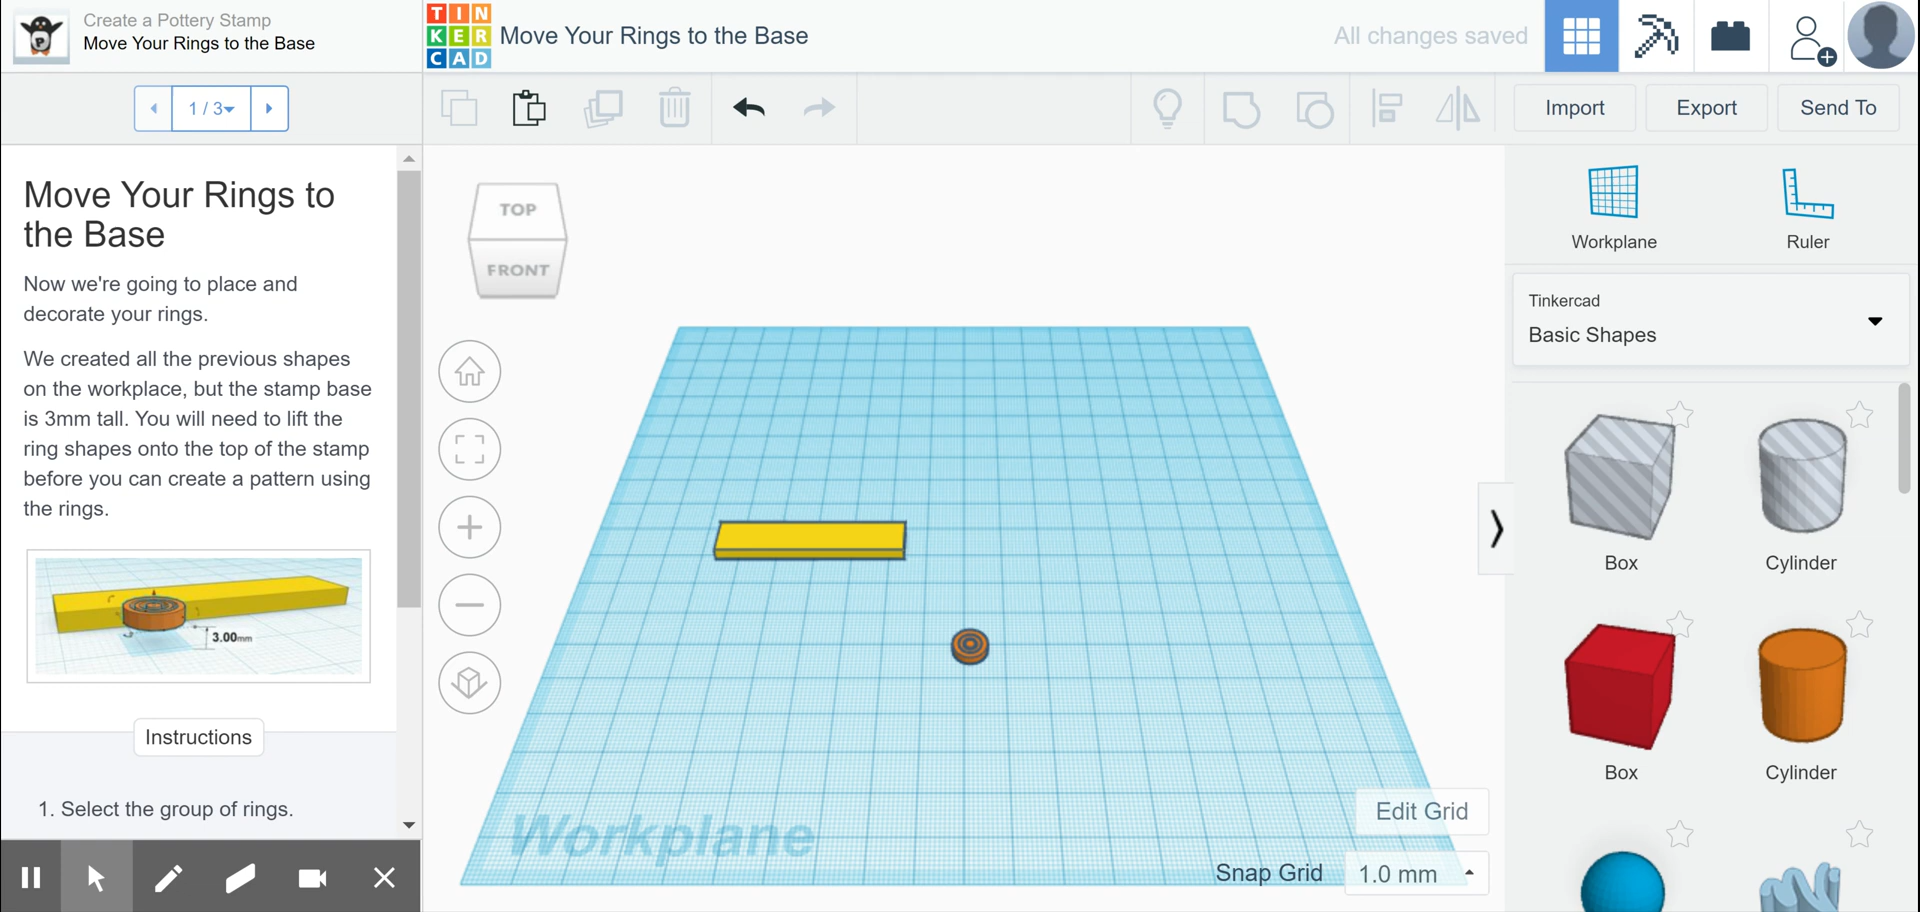 Create a Pottery Stamp
Move Your Rings to the Base
TIN
KER
CAD
Move Your Rings to the Base
All changes saved
1 / 3
Import
Export
Send To
Move Your Rings to
the Base
Now we're going to place and
decorate your rings.
We created all the previous shapes
on the workplace, but the stamp base
is 3mm tall. You will need to lift the
ring shapes onto the top of the stamp
before you can create a pattern using
the rings.
3.00mm
Instructions
1. Select the group of rings.
TOP
FRONT
Workplane
Edit Grid
Snap Grid
1.0 mm
Workplane
Ruler
Tinkercad
Basic Shapes
Box
Cylinder
Box
Cylinder